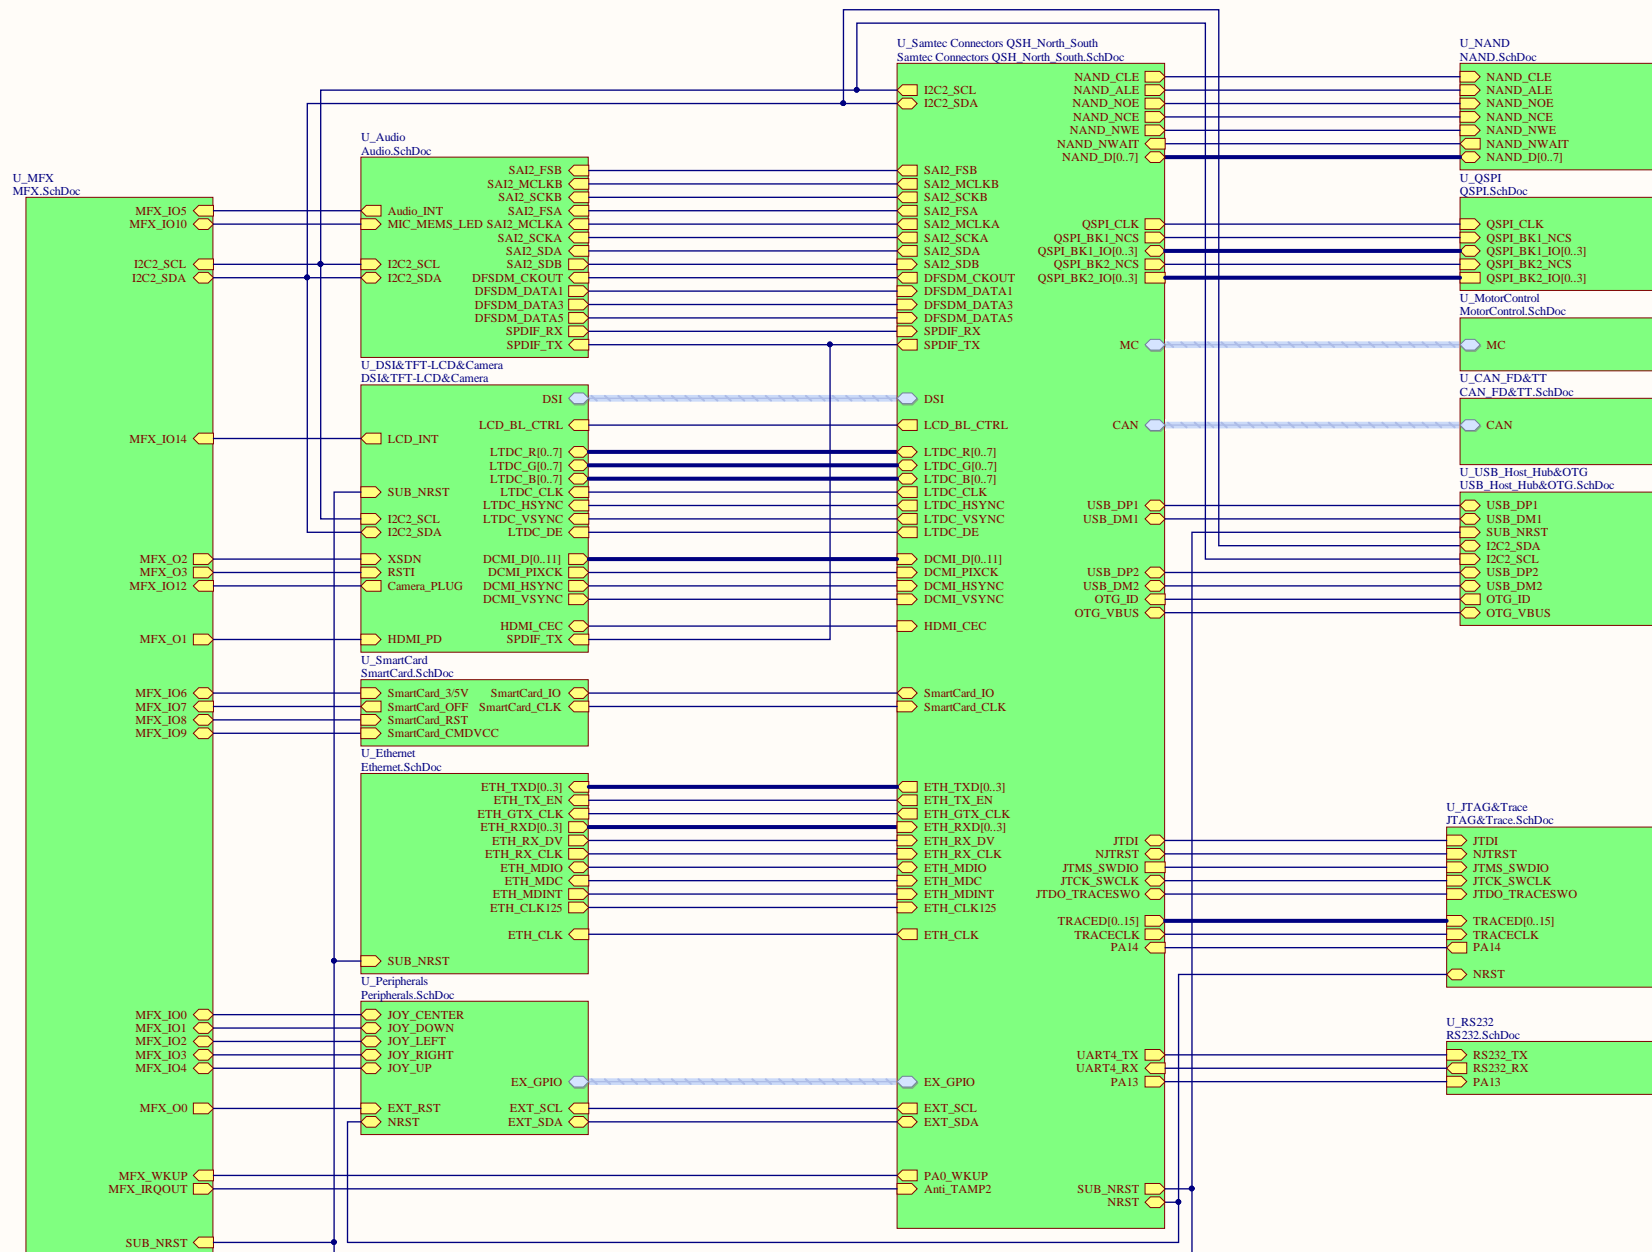 U_MFX
MFX.SchDoc
MFX_IO5
MFX_IO10
I2C2_SCL
I2C2_SDA
MFX_IO14
MFX_O2
MFX_O3
MFX_IO12
MFX_O1
MFX_IO6
MFX_IO7
MFX_IO8
MFX_IO9
MFX_IO0
MFX_IO1
MFX_IO2
MFX_IO3
MFX_IO4
MFX_O0
MFX_WKUP
MFX_IRQOUT
SUB_NRST
U_Audio
Audio.SchDoc
SAI2_FSB
SAI2_MCLKB
SAI2_SCKB
Audio_INT SAI2_FSA
MIC_MEMS_LED SAI2_MCLKA
SAI2_SCKA
SAI2_SDA
I2C2_SCL SAI2_SDB
I2C2_SDA DFSDM_CKOUT
DFSDM_DATA1
DFSDM_DATA3
DFSDM_DATA5
SPDIF_RX
SPDIF_TX
U_DSI&TFT-LCD&Camera
DSI&TFT-LCD&Camera
DSI
LCD_BL_CTRL
LCD_INT
LTDC_R[0..7]
LTDC_G[0..7]
LTDC_B[0..7]
SUB_NRST LTDC_CLK
LTDC_HSYNC
I2C2_SCL LTDC_VSYNC
I2C2_SDA LTDC_DE
XSDN DCMI_D[0..11]
RSTI DCMI_PIXCK
Camera_PLUG DCMI_HSYNC
DCMI_VSYNC
HDMI_CEC
HDMI_PD SPDIF_TX
U_SmartCard
SmartCard.SchDoc
SmartCard_3/5V SmartCard_IO
SmartCard_OFF SmartCard_CLK
SmartCard_RST
SmartCard_CMDVCC
U_Ethernet
Ethernet.SchDoc
ETH_TXD[0..3]
ETH_TX_EN
ETH_GTX_CLK
ETH_RXD[0..3]
ETH_RX_DV
ETH_RX_CLK
ETH_MDIO
ETH_MDC
ETH_MDINT
ETH_CLK125
ETH_CLK
SUB_NRST
U_Peripherals
Peripherals.SchDoc
JOY_CENTER
JOY_DOWN
JOY_LEFT
JOY_RIGHT
JOY_UP
EX_GPIO
EXT_RST EXT_SCL
NRST EXT_SDA
U_Samtec Connectors QSH_North_South
Samtec Connectors QSH_North_South.SchDoc
I2C2_SCL
I2C2_SDA
SAI2_FSB
SAI2_MCLKB
SAI2_SCKB
SAI2_FSA
SAI2_MCLKA
SAI2_SCKA
SAI2_SDA
SAI2_SDB
DFSDM_CKOUT
DFSDM_DATA1
DFSDM_DATA3
DFSDM_DATA5
SPDIF_RX
SPDIF_TX
DSI
LCD_BL_CTRL
LTDC_R[0..7]
LTDC_G[0..7]
LTDC_B[0..7]
LTDC_CLK
LTDC_HSYNC
LTDC_VSYNC
LTDC_DE
DCMI_D[0..11]
DCMI_PIXCK
DCMI_HSYNC
DCMI_VSYNC
HDMI_CEC
SmartCard_IO
SmartCard_CLK
ETH_TXD[0..3]
ETH_TX_EN
ETH_GTX_CLK
ETH_RXD[0..3]
ETH_RX_DV
ETH_RX_CLK
ETH_MDIO
ETH_MDC
ETH_MDINT
ETH_CLK125
ETH_CLK
EX_GPIO
EXT_SCL
EXT_SDA
PA0_WKUP
Anti_TAMP2
NAND_CLE
NAND_ALE
NAND_NOE
NAND_NCE
NAND_NWE
NAND_NWAIT
NAND_D[0..7]
QSPI_CLK
QSPI_BK1_NCS
QSPI_BK1_IO[0..3]
QSPI_BK2_NCS
QSPI_BK2_IO[0..3]
MC
CAN
USB_DP1
USB_DM1
USB_DP2
USB_DM2
OTG_ID
OTG_VBUS
JTDI
NJTRST
JTMS_SWDIO
JTCK_SWCLK
JTDO_TRACESWO
TRACED[0..15]
TRACECLK
PA14
UART4_TX
UART4_RX
PA13
SUB_NRST
NRST
U_NAND
NAND.SchDoc
NAND_CLE
NAND_ALE
NAND_NOE
NAND_NCE
NAND_NWE
NAND_NWAIT
NAND_D[0..7]
U_QSPI
QSPI.SchDoc
QSPI_CLK
QSPI_BK1_NCS
QSPI_BK1_IO[0..3]
QSPI_BK2_NCS
QSPI_BK2_IO[0..3]
U_MotorControl
MotorControl.SchDoc
MC
U_CAN_FD&TT
CAN_FD&TT.SchDoc
CAN
U_USB_Host_Hub&OTG
USB_Host_Hub&OTG.SchDoc
USB_DP1
USB_DM1
SUB_NRST
I2C2_SDA
I2C2_SCL
USB_DP2
USB_DM2
OTG_ID
OTG_VBUS
U_JTAG&Trace
JTAG&Trace.SchDoc
JTDI
NJTRST
JTMS_SWDIO
JTCK_SWCLK
JTDO_TRACESWO
TRACED[0..15]
TRACECLK
PA14
NRST
U_RS232
RS232.SchDoc
RS232_TX
RS232_RX
PA13